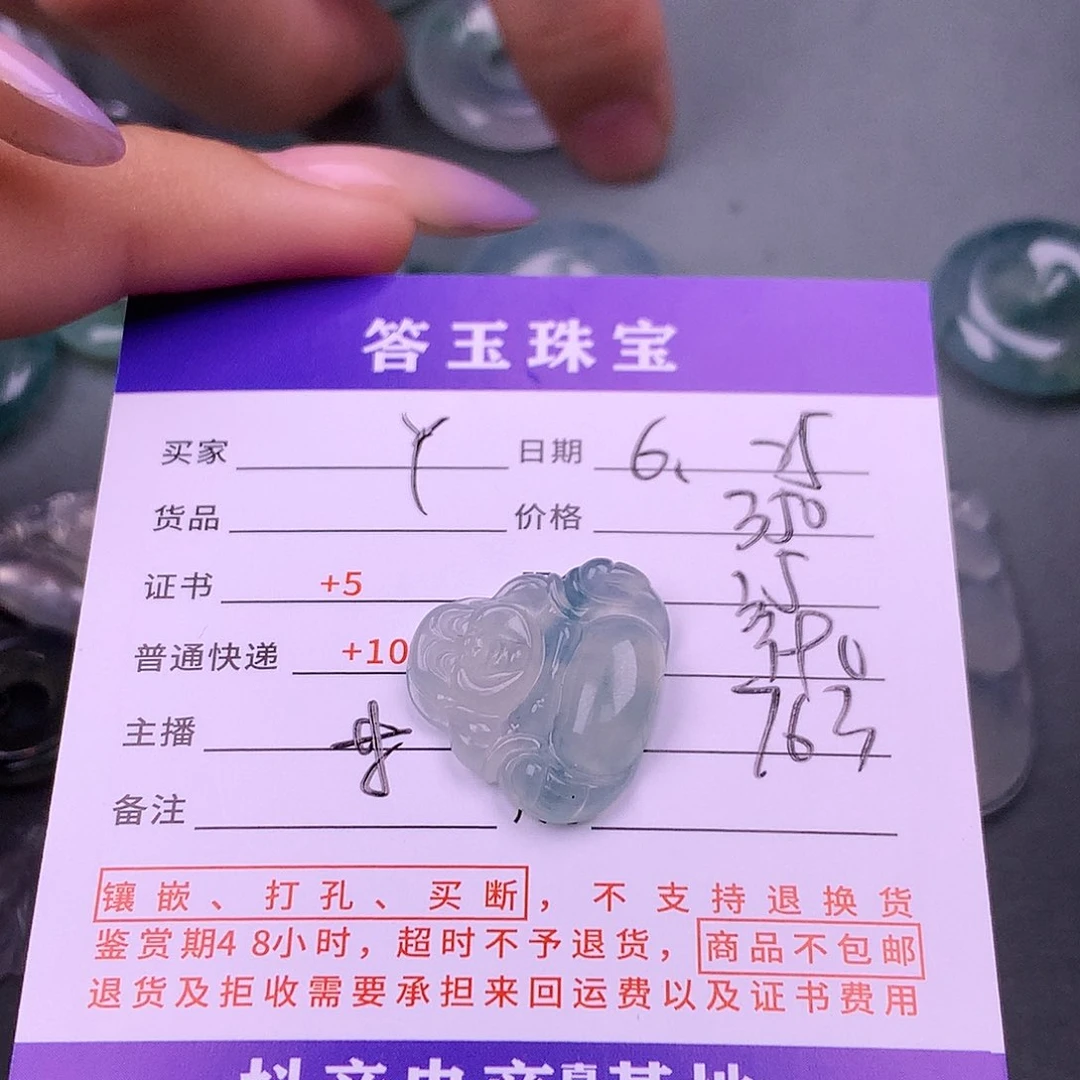 答玉珠宝
买家 日期 6、25
货品 价格 350
证书 +5 15
普通快递 +10
主播 763
备注
镶嵌、打孔、买断，不支持退换货
鉴赏期48小时，超时不予退货，商品不包邮
退货及拒收需要承担来回运费以及证书费用